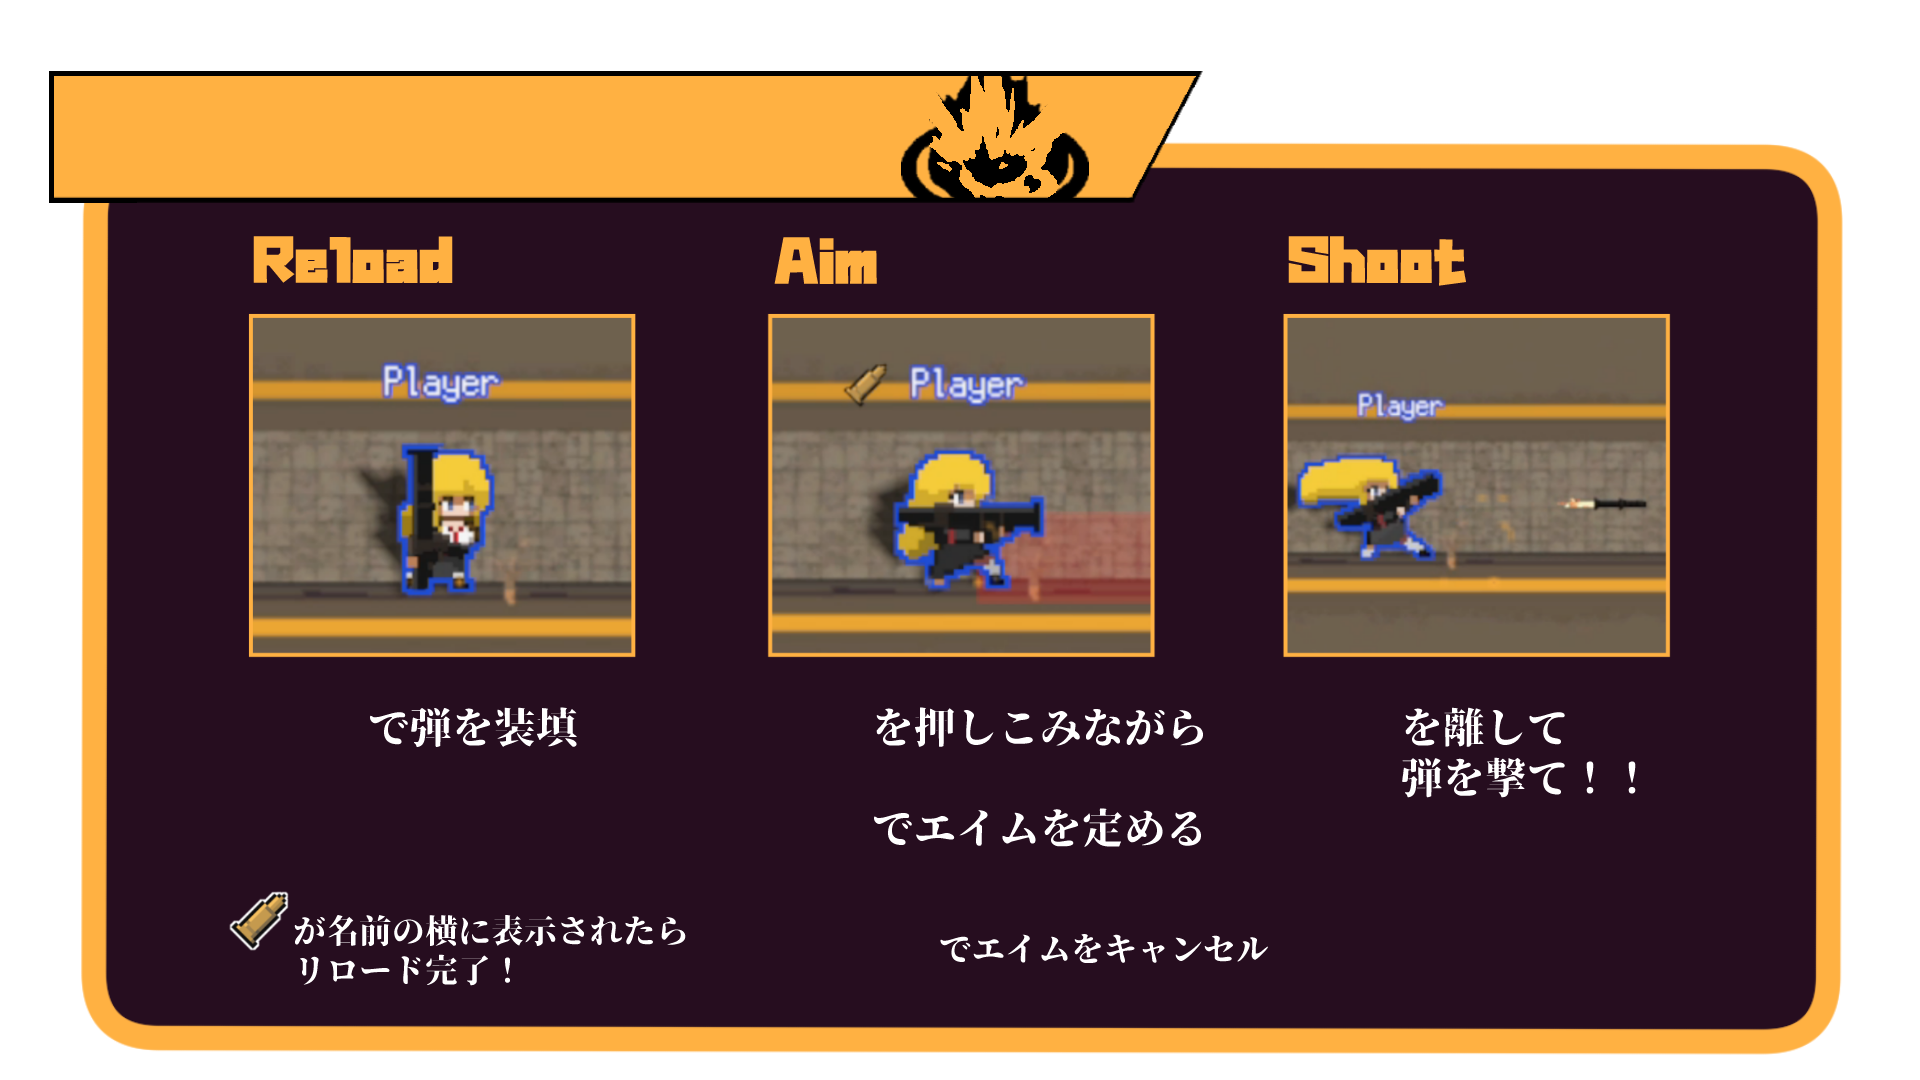 Reload
Aim
Shoot
Player
Player
Player
で弾を装填
を押しこみながら
でエイムを定める
を離して
弾を撃て！！
が名前の横に表示されたら
リロード完了！
でエイムをキャンセル